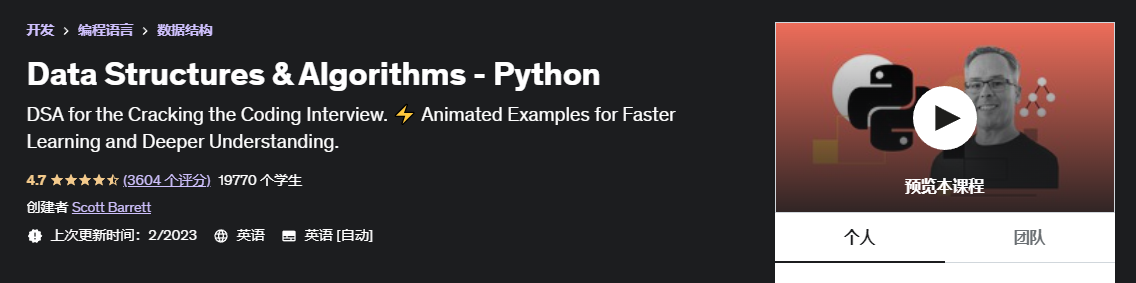 开发 > 编程语言 > 数据结构
Data Structures & Algorithms - Python
DSA for the Cracking the Coding Interview. ⚡ Animated Examples for Faster
Learning and Deeper Understanding.
4.7 (3604 个评分) 19770 个学生
创建者 Scott Barrett
上次更新时间：2/2023 英语 英语 [自动]
预览本课程
个人 团队